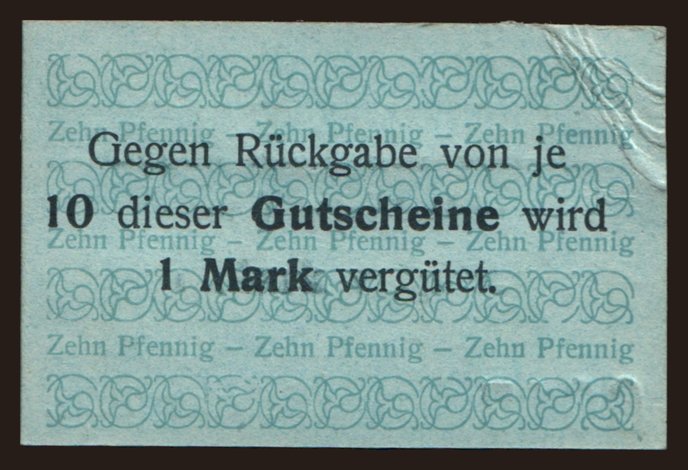 Zehn Pfennig – Zehn Pfennig – Zehn Pfennig
Gegen Rückgabe von je
10 dieser Gutscheine wird
Zehn Pfennig – Zehn Pfennig – Zehn Pfennig
1 Mark vergütet.
Zehn Pfennig – Zehn Pfennig – Zehn Pfennig